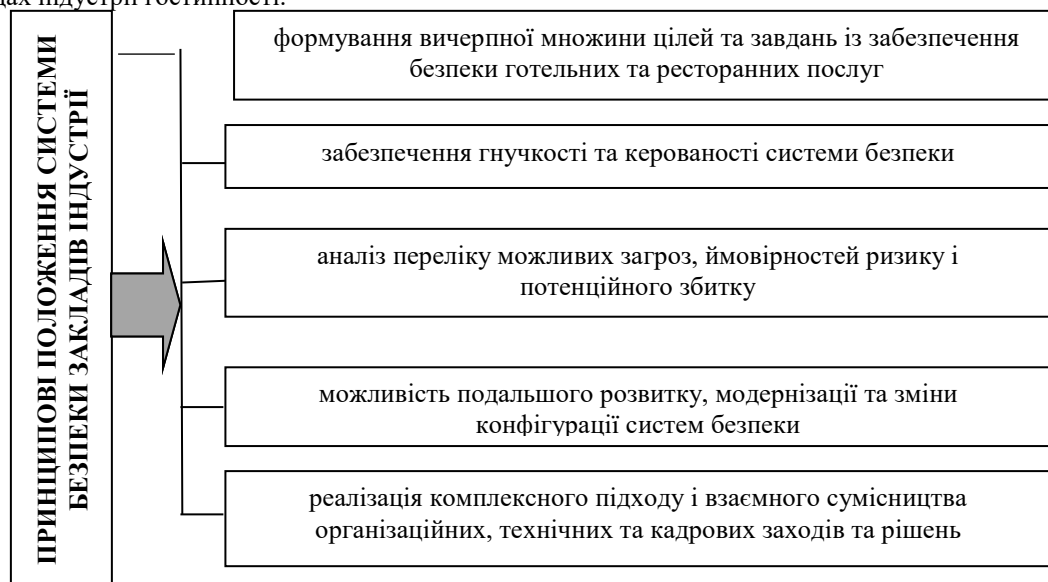 індустрії гостинності.
ПРИНЦИПОВІ ПОЛОЖЕННЯ СИСТЕМИ
БЕЗПЕКИ ЗАКЛАДІВ ІНДУСТРІЇ
формування вичерпної множини цілей та завдань із забезпечення
безпеки готельних та ресторанних послуг
забезпечення гнучкості та керованості системи безпеки
аналіз переліку можливих загроз, ймовірностей ризику і
потенційного збитку
можливість подальшого розвитку, модернізації та зміни
конфігурації систем безпеки
реалізація комплексного підходу і взаємного сумісництва
організаційних, технічних та кадрових заходів та рішень